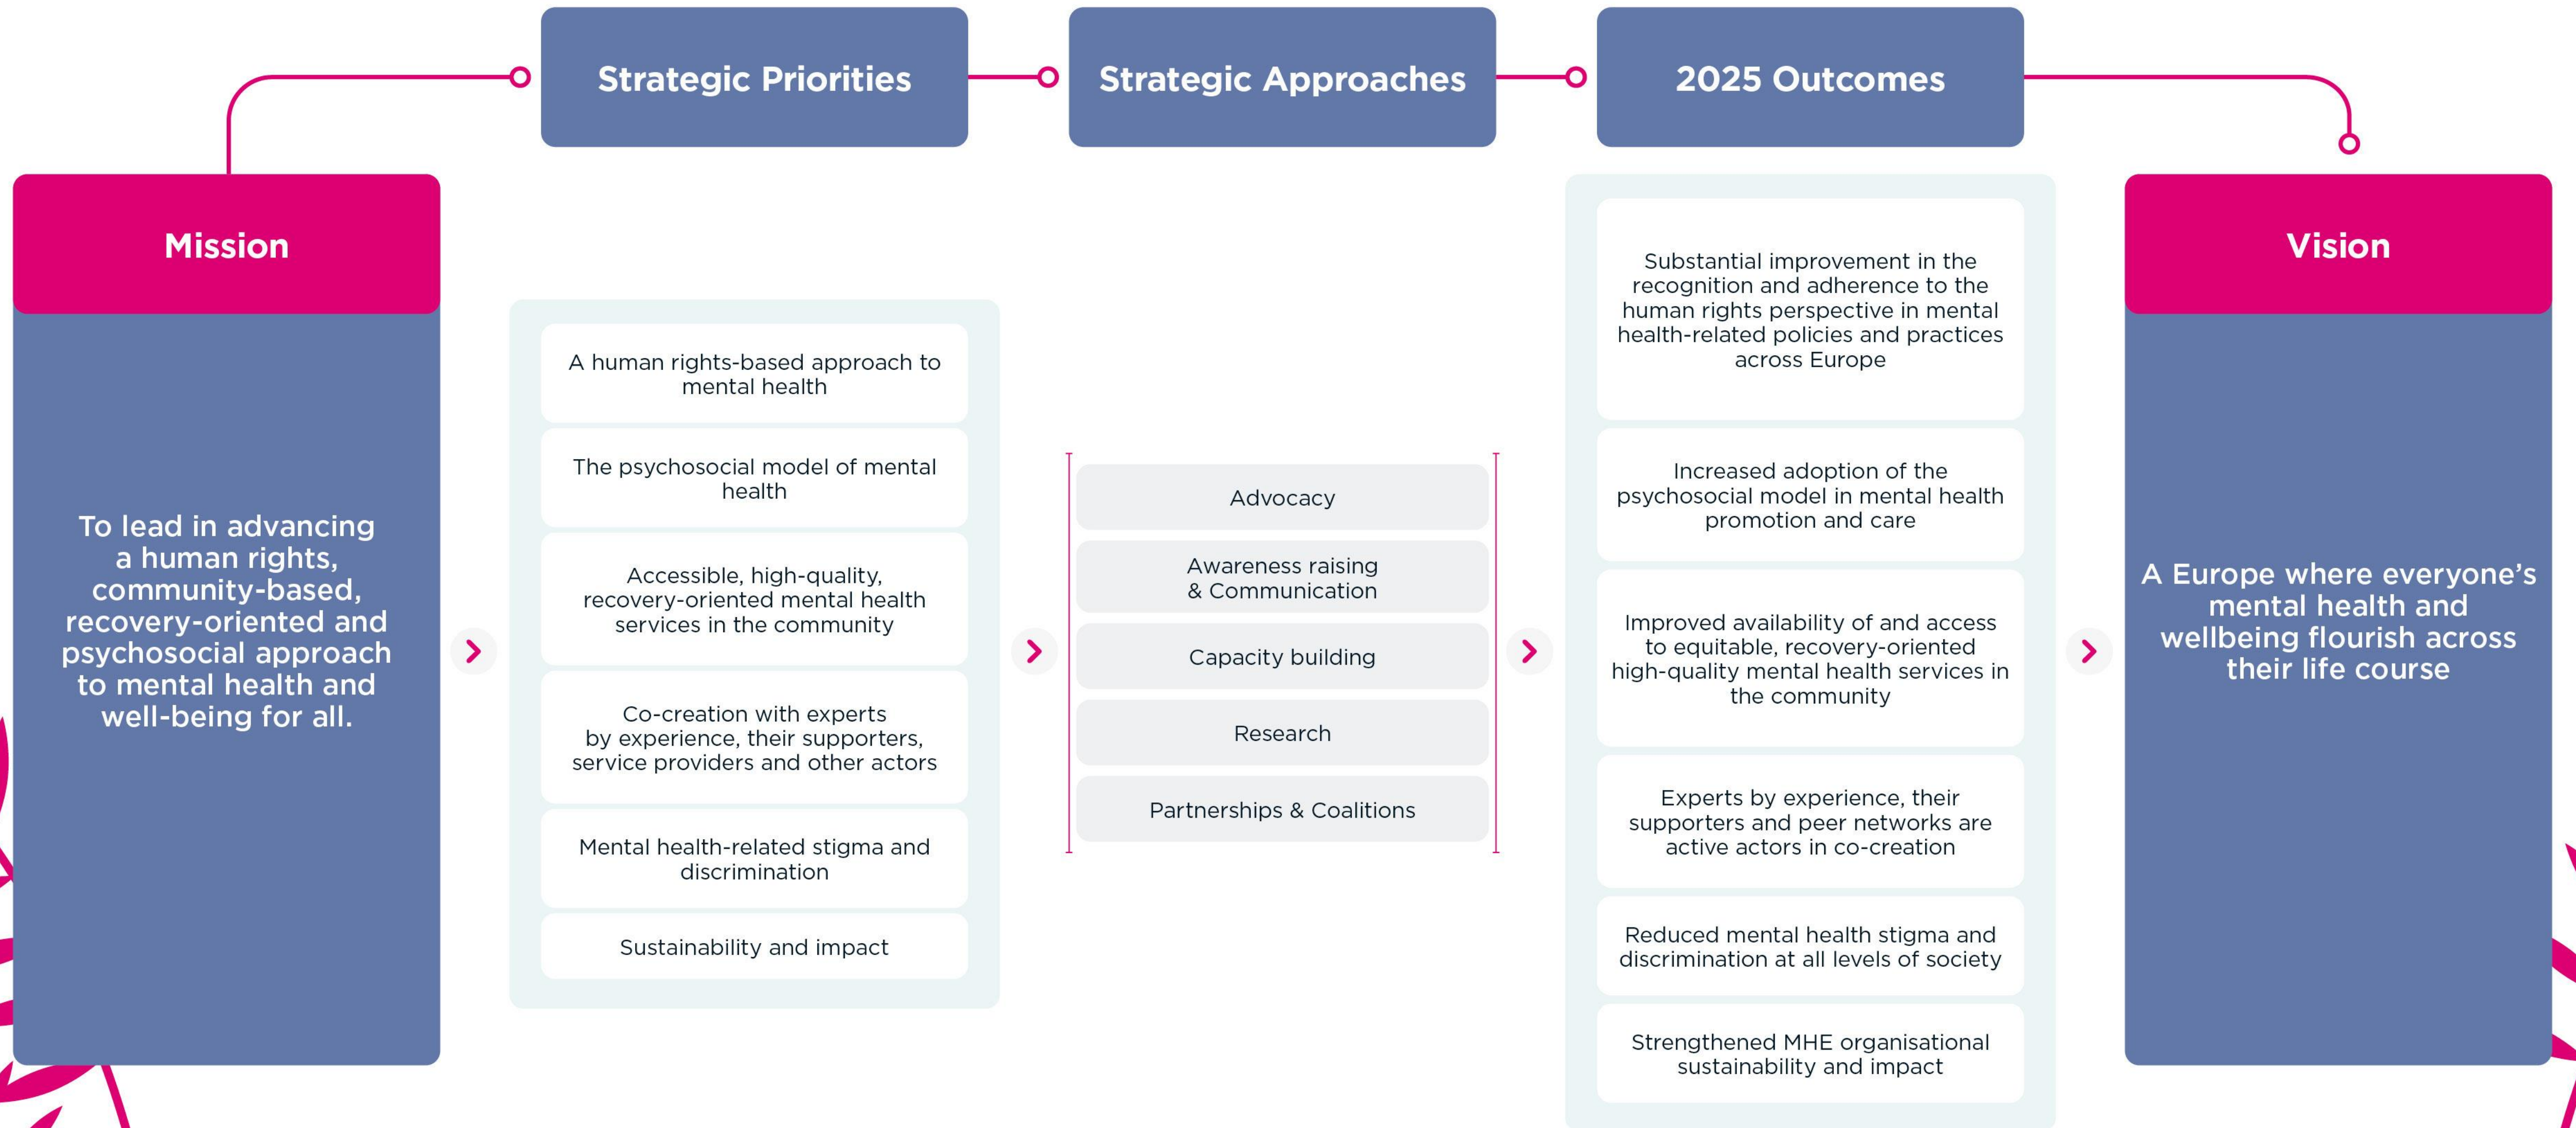 Strategic Priorities
Strategic Approaches
2025 Outcomes
Mission
To lead in advancing
a human rights,
community-based,
recovery-oriented and
psychosocial approach
to mental health and
well-being for all.
A human rights-based approach to
mental health
The psychosocial model of mental
health
Accessible, high-quality,
recovery-oriented mental health
services in the community
Co-creation with experts
by experience, their supporters,
service providers and other actors
Mental health-related stigma and
discrimination
Sustainability and impact
Advocacy
Awareness raising
& Communication
Capacity building
Research
Partnerships & Coalitions
Substantial improvement in the
recognition and adherence to the
human rights perspective in mental
health-related policies and practices
across Europe
Increased adoption of the
psychosocial model in mental health
promotion and care
Improved availability of and access
to equitable, recovery-oriented
high-quality mental health services in
the community
Experts by experience, their
supporters and peer networks are
active actors in co-creation
Reduced mental health stigma and
discrimination at all levels of society
Strengthened MHE organisational
sustainability and impact
Vision
A Europe where everyone’s
mental health and
wellbeing flourish across
their life course